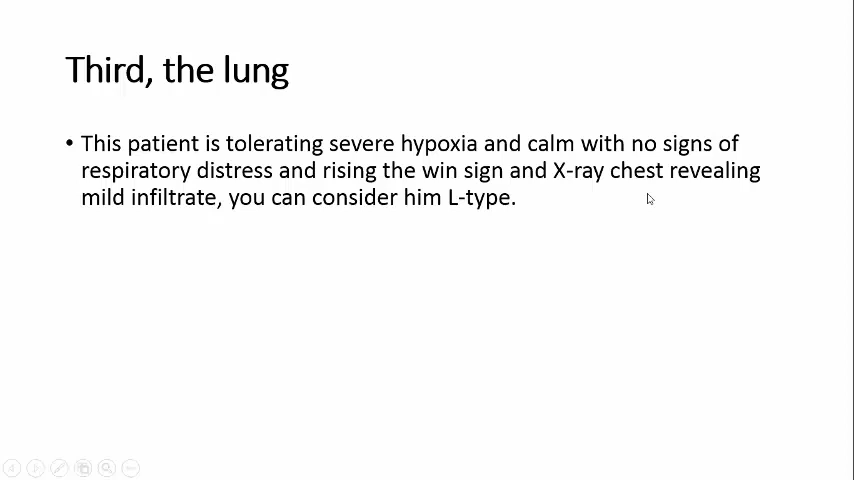 Third, the lung
• This patient is tolerating severe hypoxia and calm with no signs of
respiratory distress and rising the win sign and X-ray chest revealing
mild infiltrate, you can consider him L-type.